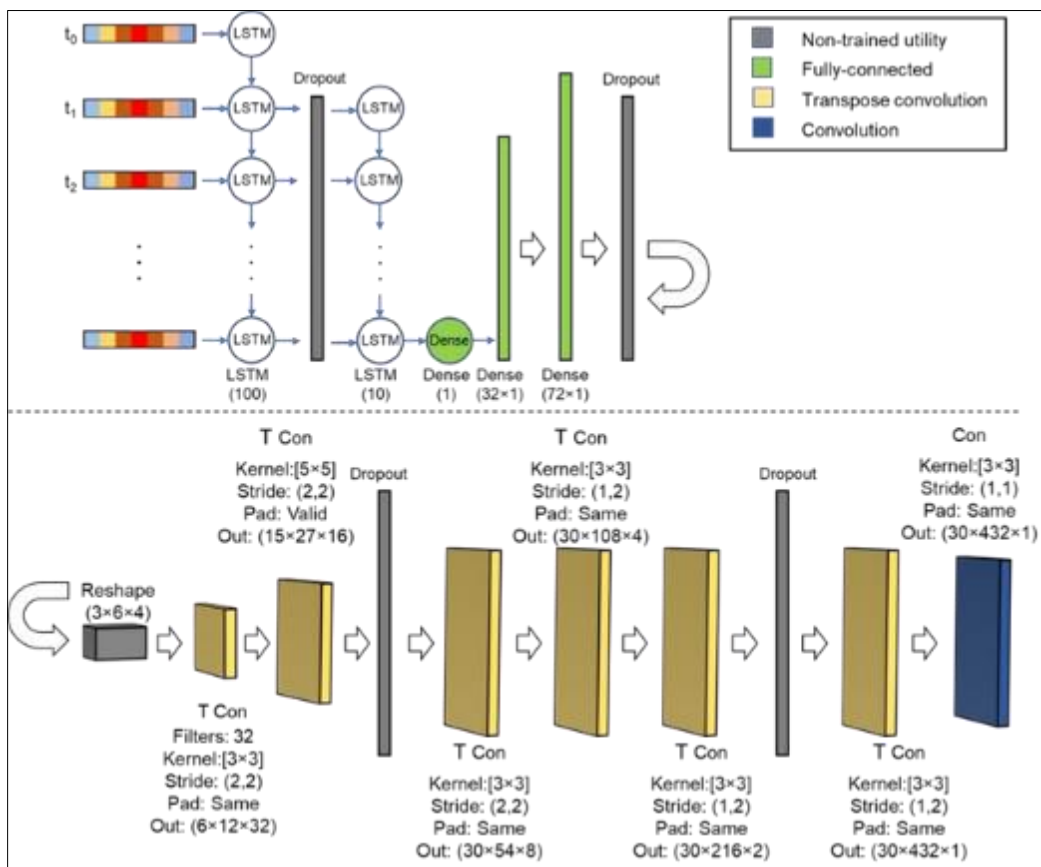 t0
LSTM
t1
LSTM
LSTM
Dropout
t2
LSTM
LSTM
LSTM
LSTM
Dense
LSTM
(100)
LSTM
(10)
Dense
(1)
Dense
(32×1)
Dense
(72×1)
Dropout
Non-trained utility
Fully-connected
Transpose convolution
Convolution
Reshape
(3×6×4)
T Con
Filters: 32
Kernel:[3×3]
Stride: (2,2)
Pad: Same
Out: (6×12×32)
T Con
Kernel:[5×5]
Stride: (2,2)
Pad: Valid
Out: (15×27×16)
Dropout
T Con
Kernel:[3×3]
Stride: (2,2)
Pad: Same
Out: (30×54×8)
T Con
Kernel:[3×3]
Stride: (1,2)
Pad: Same
Out: (30×108×4)
T Con
Kernel:[3×3]
Stride: (1,2)
Pad: Same
Out: (30×216×2)
Dropout
T Con
Kernel:[3×3]
Stride: (1,2)
Pad: Same
Out: (30×432×1)
Con
Kernel:[3×3]
Stride: (1,1)
Pad: Same
Out: (30×432×1)